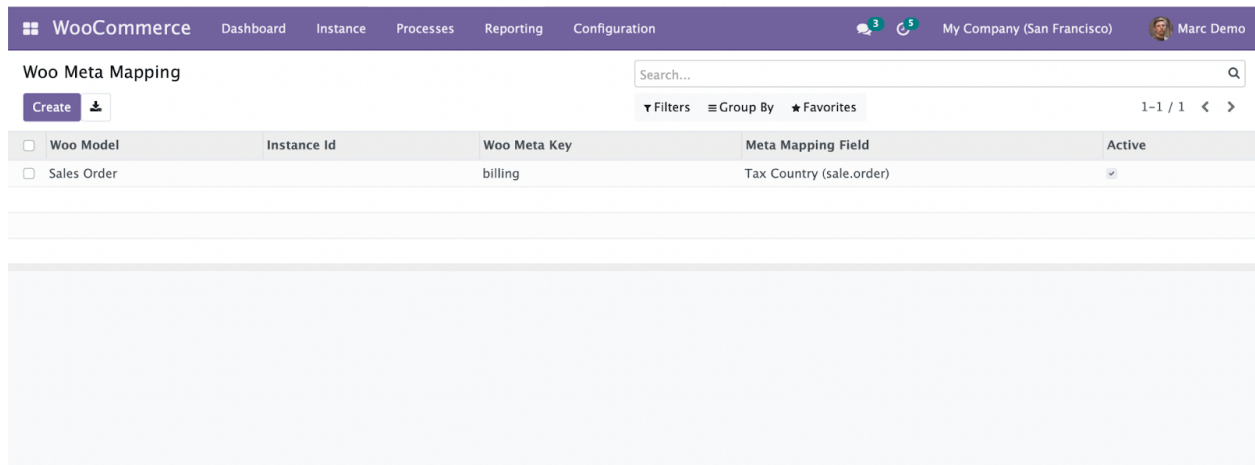 WooCommerce Dashboard Instance Processes Reporting Configuration 3 5 My Company (San Francisco) Marc Demo
Woo Meta Mapping Search...
Create Filters Group By Favorites 1-1 / 1
Woo Model Instance Id Woo Meta Key Meta Mapping Field Active
Sales Order billing Tax Country (sale.order)